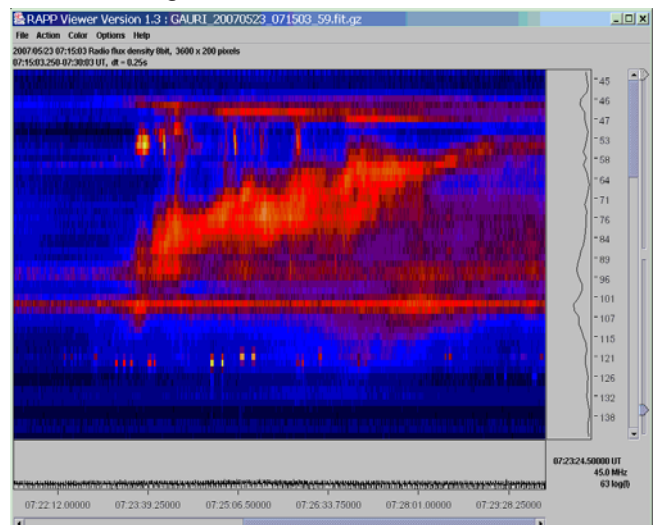 RAPP Viewer Version 1.3 : GAURI_20070523_071503_59.fit.gz
File Action Color Options Help
2007/05/23 07:15:03 Radio flux density 8bit, 3600 x 200 pixels
07:15:03.250-07:30:03 UT, dt = 0.25s
45
46
47
53
58
64
71
76
84
89
96
101
107
115
121
126
132
138
07:23:24.50000 UT
45.0 MHz
63 log(I)
07:22:12.00000 07:23:39.25000 07:25:06.50000 07:26:33.75000 07:28:01.00000 07:29:28.25000